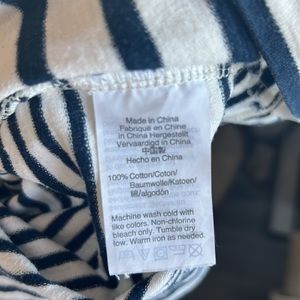 Made in China
Fabriqué en Chine
in China Hergestellt
Vervaardigd in China
中国製
Hecho en China
100% Cotton/Coton/
Baumwolle/Katoen/
綿/algodón
Machine wash cold with
like colors. Non-chlorine
bleach only. Tumble dry
low. Warm iron as needed.